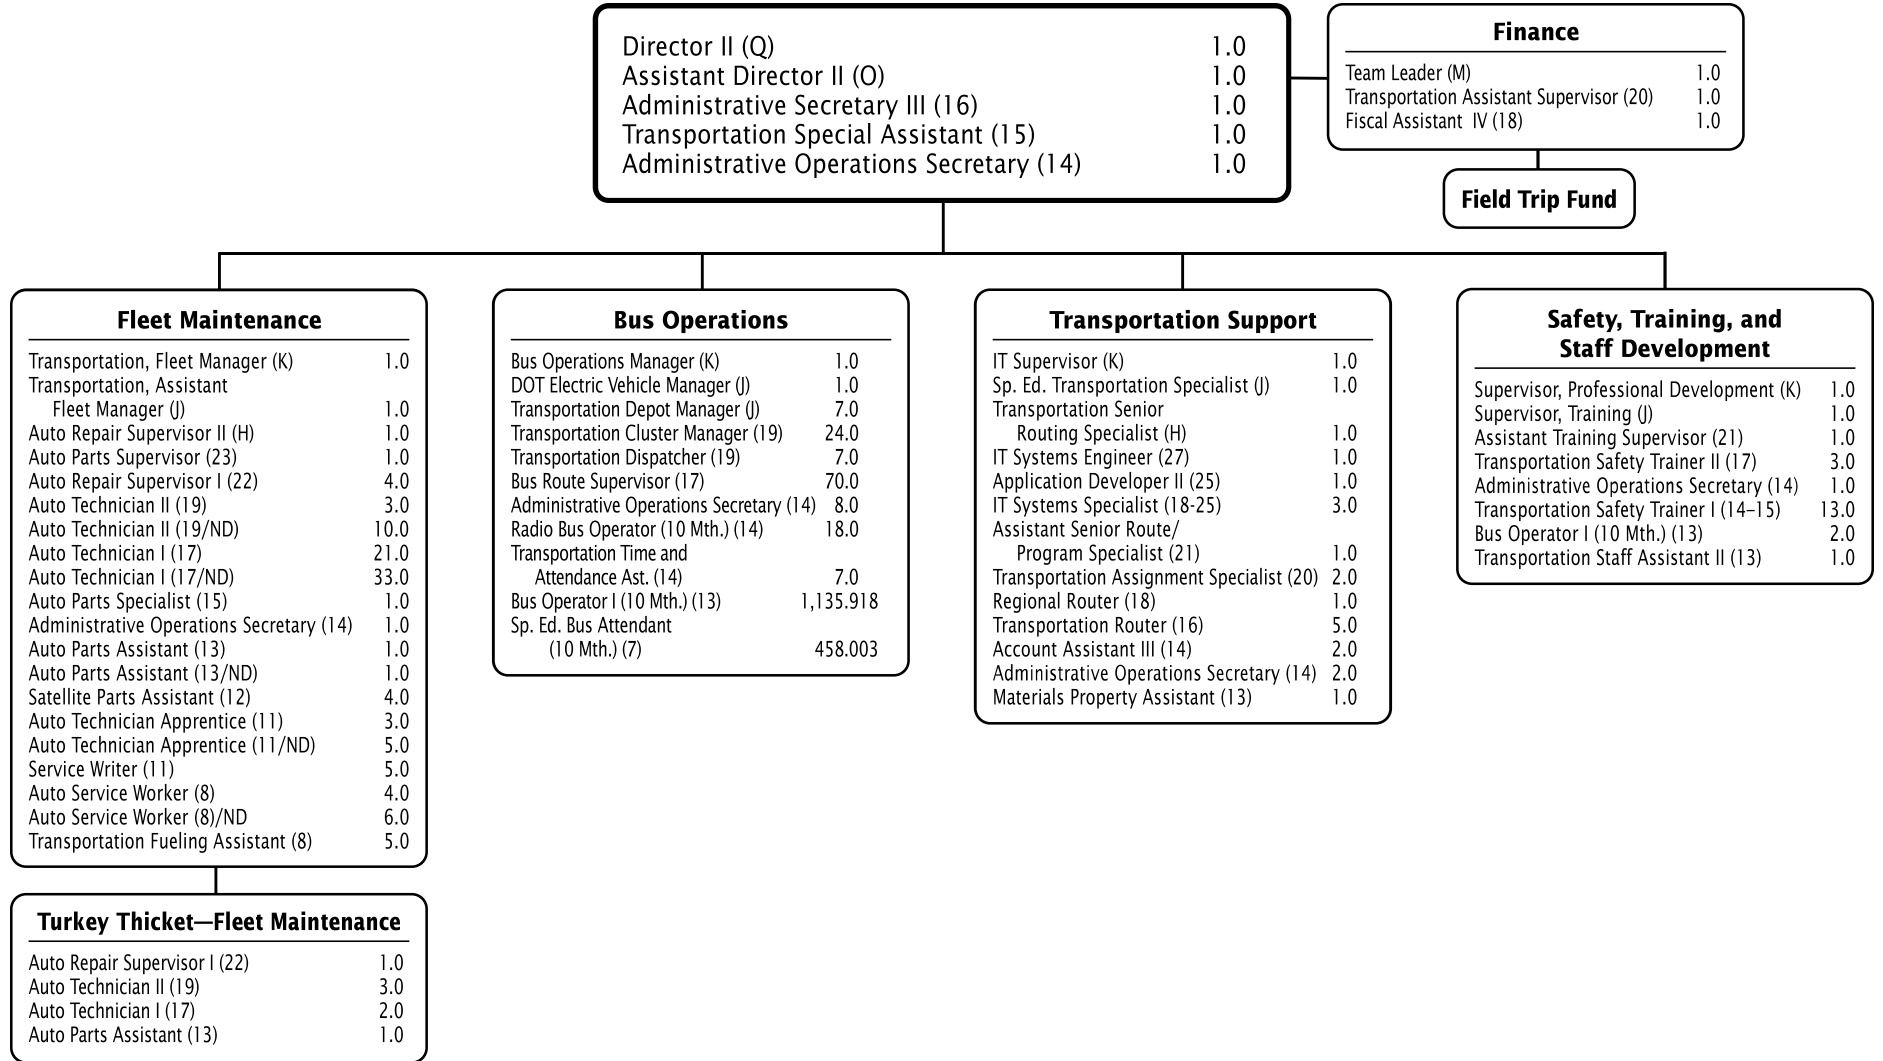 Director II (Q) 1.0
Assistant Director II (O) 1.0
Administrative Secretary III (16) 1.0
Transportation Special Assistant (15) 1.0
Administrative Operations Secretary (14) 1.0
Finance
Team Leader (M) 1.0
Transportation Assistant Supervisor (20) 1.0
Fiscal Assistant IV (18) 1.0
Field Trip Fund
Fleet Maintenance
Transportation, Fleet Manager (K) 1.0
Transportation, Assistant
Fleet Manager (J) 1.0
Auto Repair Supervisor II (H) 1.0
Auto Parts Supervisor (23) 1.0
Auto Repair Supervisor I (22) 4.0
Auto Technician II (19) 3.0
Auto Technician II (19/ND) 10.0
Auto Technician I (17) 21.0
Auto Technician I (17/ND) 33.0
Auto Parts Specialist (15) 1.0
Administrative Operations Secretary (14) 1.0
Auto Parts Assistant (13) 1.0
Auto Parts Assistant (13/ND) 1.0
Satellite Parts Assistant (12) 4.0
Auto Technician Apprentice (11) 3.0
Auto Technician Apprentice (11/ND) 5.0
Service Writer (11) 5.0
Auto Service Worker (8) 4.0
Auto Service Worker (8)/ND 6.0
Transportation Fueling Assistant (8) 5.0
Turkey Thicket—Fleet Maintenance
Auto Repair Supervisor I (22) 1.0
Auto Technician II (19) 3.0
Auto Technician I (17) 2.0
Auto Parts Assistant (13) 1.0
Bus Operations
Bus Operations Manager (K) 1.0
DOT Electric Vehicle Manager (J) 1.0
Transportation Depot Manager (J) 7.0
Transportation Cluster Manager (19) 24.0
Transportation Dispatcher (19) 7.0
Bus Route Supervisor (17) 70.0
Administrative Operations Secretary (14) 8.0
Radio Bus Operator (10 Mth.) (14) 18.0
Transportation Time and
Attendance Ast. (14) 7.0
Bus Operator I (10 Mth.) (13) 1,135.918
Sp. Ed. Bus Attendant
(10 Mth.) (7) 458.003
Transportation Support
IT Supervisor (K) 1.0
Sp. Ed. Transportation Specialist (J) 1.0
Transportation Senior
Routing Specialist (H) 1.0
IT Systems Engineer (27) 1.0
Application Developer II (25) 1.0
IT Systems Specialist (18-25) 3.0
Assistant Senior Route/
Program Specialist (21) 1.0
Transportation Assignment Specialist (20) 2.0
Regional Router (18) 1.0
Transportation Router (16) 5.0
Account Assistant III (14) 2.0
Administrative Operations Secretary (14) 2.0
Materials Property Assistant (13) 1.0
Safety, Training, and
Staff Development
Supervisor, Professional Development (K) 1.0
Supervisor, Training (J) 1.0
Assistant Training Supervisor (21) 1.0
Transportation Safety Trainer II (17) 3.0
Administrative Operations Secretary (14) 1.0
Transportation Safety Trainer I (14–15) 13.0
Bus Operator I (10 Mth.) (13) 2.0
Transportation Staff Assistant II (13) 1.0